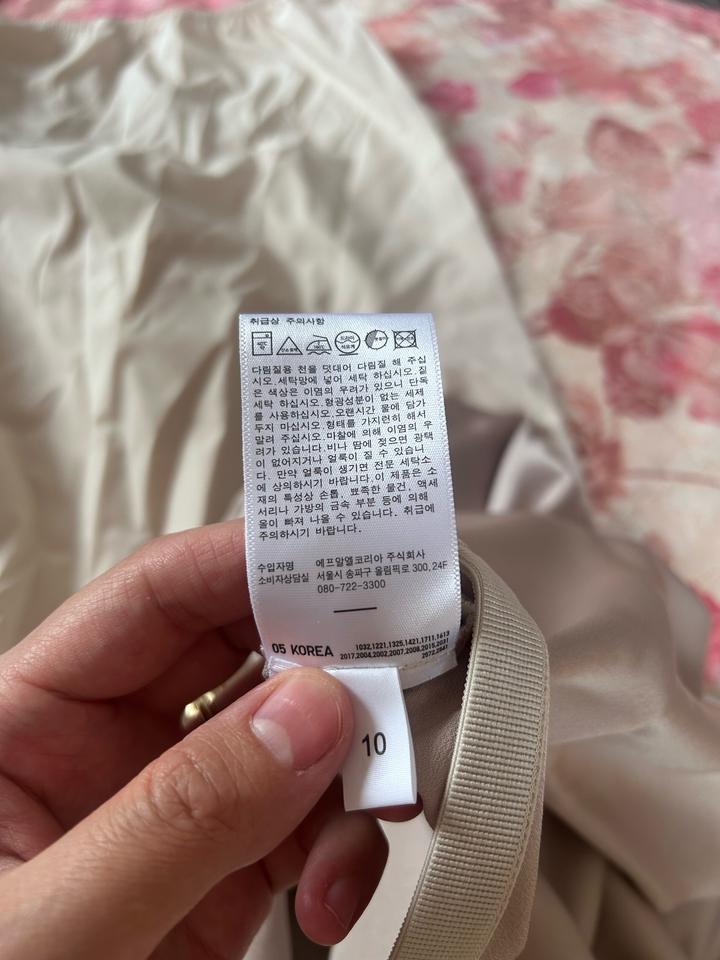 취급상 주의사항
다림질용 천을 덧대어 다림질 해 주십
시오.세탁망에 넣어 세탁 하십시오.짙
은 색상은 이염의 우려가 있으니 단독
세탁 하십시오.형광성분이 없는 세제
를 사용하십시오.오랜시간 물에 담가
두지 마십시오.형태를 가지런히 해서
말려 주십시오.마찰에 의해 이염의 우
려가 있습니다.비나 땀에 젖으면 광택
이 없어지거나 얼룩이 질 수 있습니
다. 만약 얼룩이 생기면 전문 세탁소
에 상의하시기 바랍니다.이 제품은 소
재의 특성상 손톱, 뾰족한 물건, 액세
서리나 가방의 금속 부분 등에 의해
올이 빠져 나올 수 있습니다. 취급에
주의하시기 바랍니다.
수입자명 에프알엘코리아 주식회사
소비자상담실 서울시 송파구 올림픽로 300,24F
080-722-3300
05 KOREA
1032,1221,1325,1421,1711,1613
10